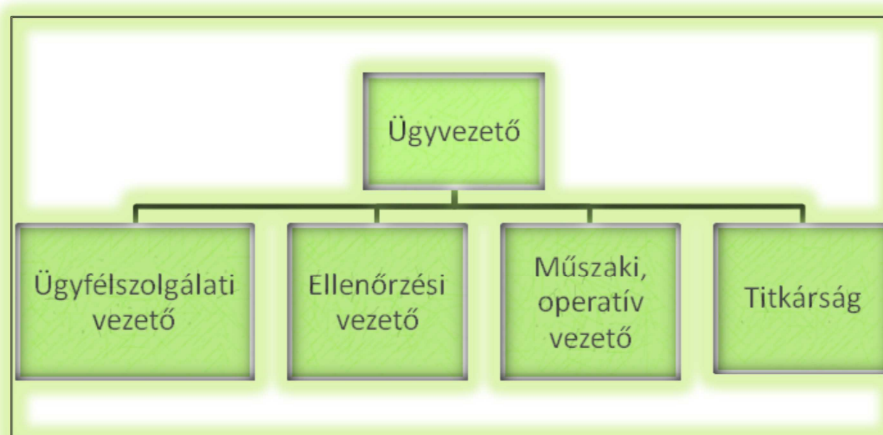 Ügyvezető
Ügyfélszolgálati
vezető
Ellenőrzési
vezető
Műszaki,
operatív
vezető
Titkárság